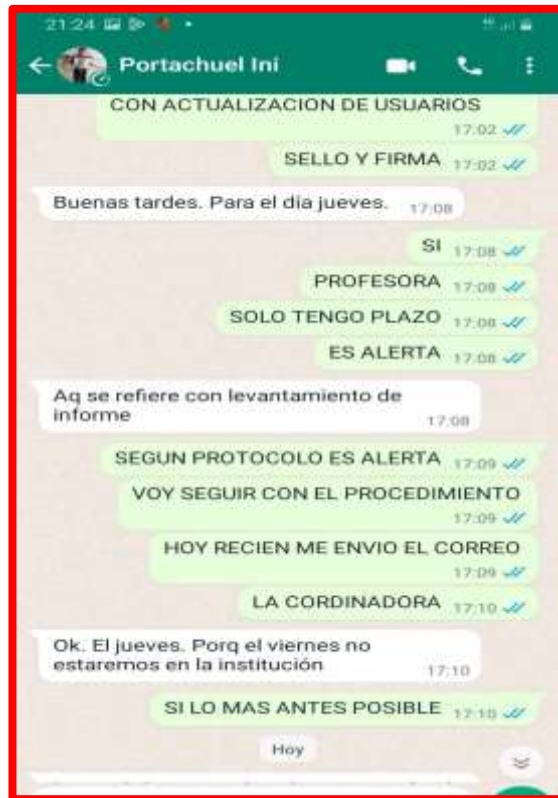 21:24
Portachuel Ini
CON ACTUALIZACION DE USUARIOS
17:02
SELLO Y FIRMA 17:02
Buenas tardes. Para el dia jueves. 17:08
SI 17:08
PROFESORA 17:08
SOLO TENGO PLAZO 17:08
ES ALERTA 17:08
Aq se refiere con levantamiento de
informe 17:08
SEGUN PROTOCOLO ES ALERTA 17:09
VOY SEGUIR CON EL PROCEDIMIENTO
17:09
HOY RECIEN ME ENVIO EL CORREO
17:09
LA CORDINADORA 17:10
Ok. El jueves. Porq el viernes no
estaremos en la institución 17:10
SI LO MAS ANTES POSIBLE 17:10
Hoy